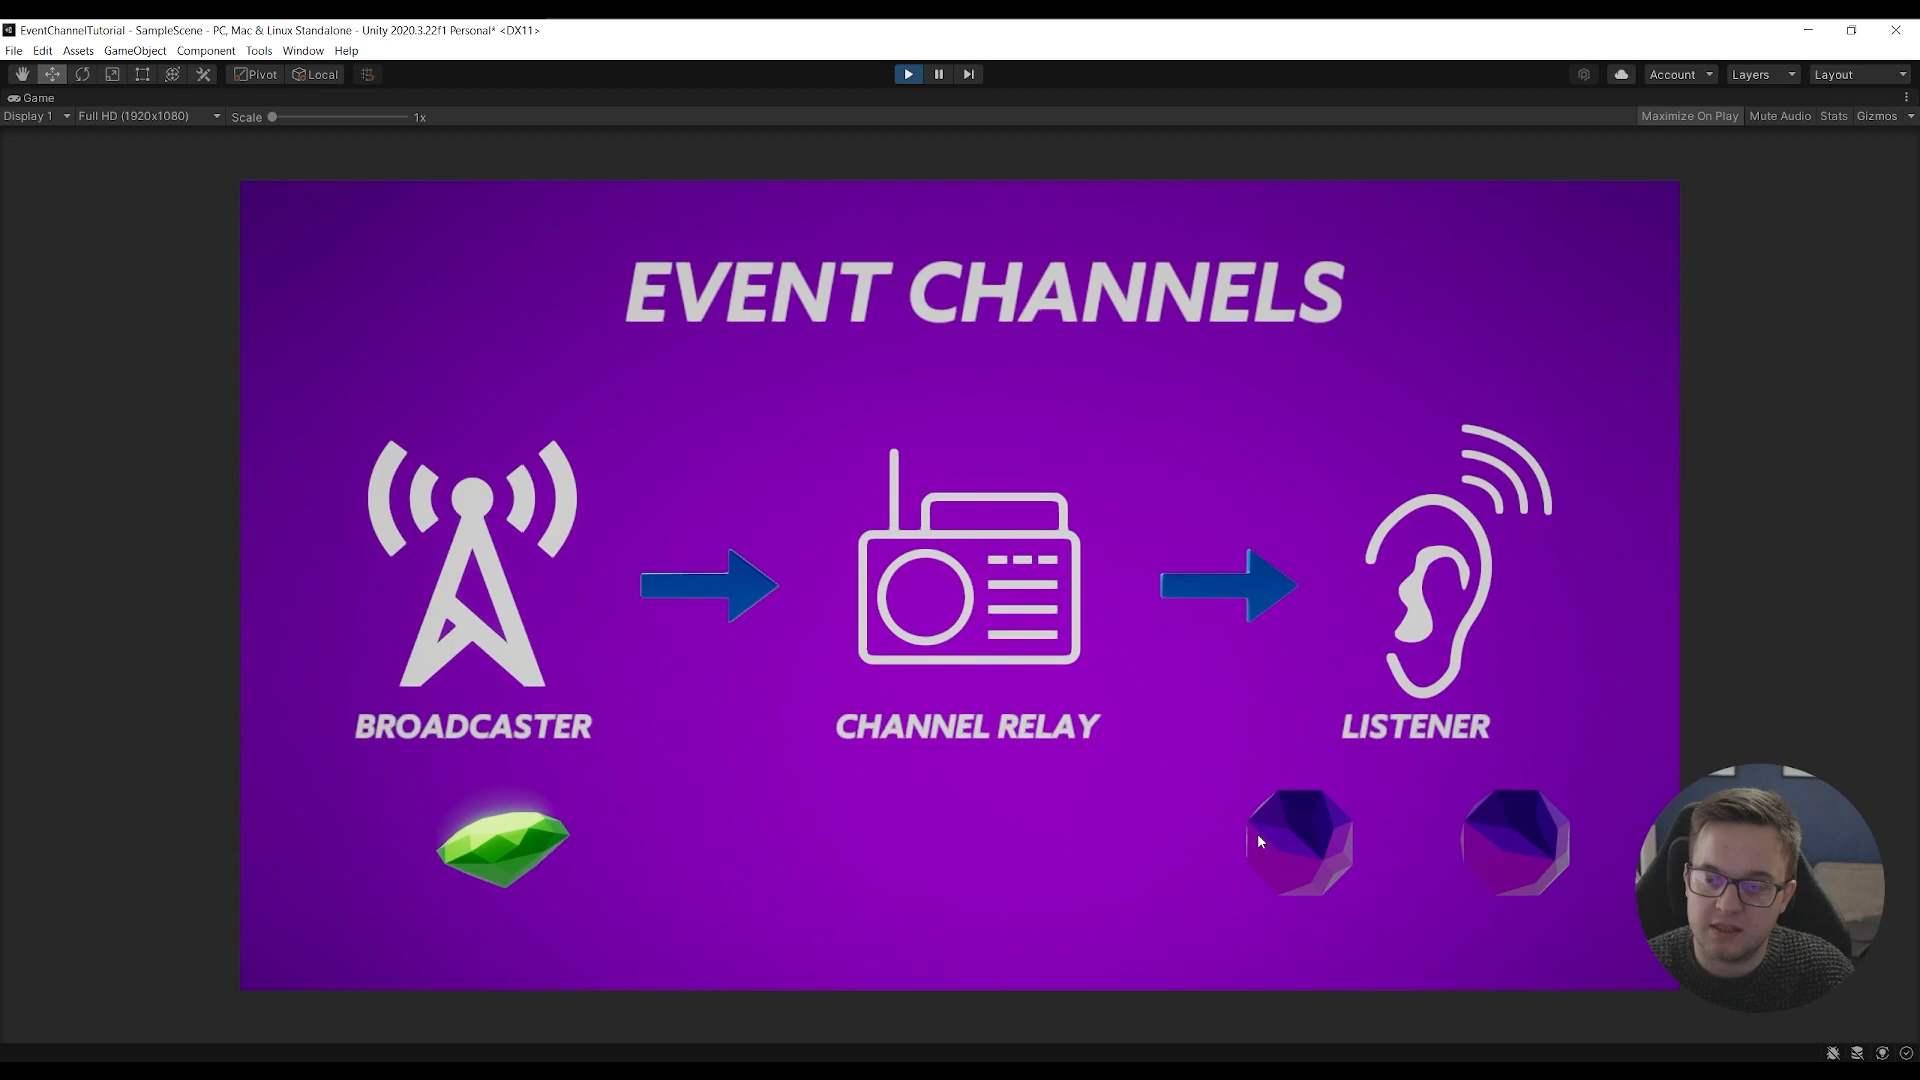 EventChannelTutorial - SampleScene - PC, Mac & Linux Standalone - Unity 2020.3.22f1 Personal* <DX11>
File Edit Assets GameObject Component Tools Window Help
Pivot Local Account Layers Layout
Game
Display 1 Full HD (1920x1080) Scale 1x Maximize On Play Mute Audio Stats Gizmos
EVENT CHANNELS
BROADCASTER CHANNEL RELAY LISTENER